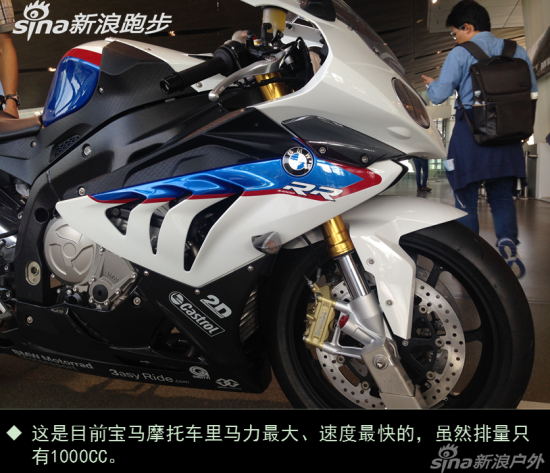 sina新浪跑步
BMW
RR
2D
Castrol
BMW Motorrad
3asy Ride.com
◆ 这是目前宝马摩托车里马力最大、速度最快的，虽然排量只
有1000CC。
sina新浪户外